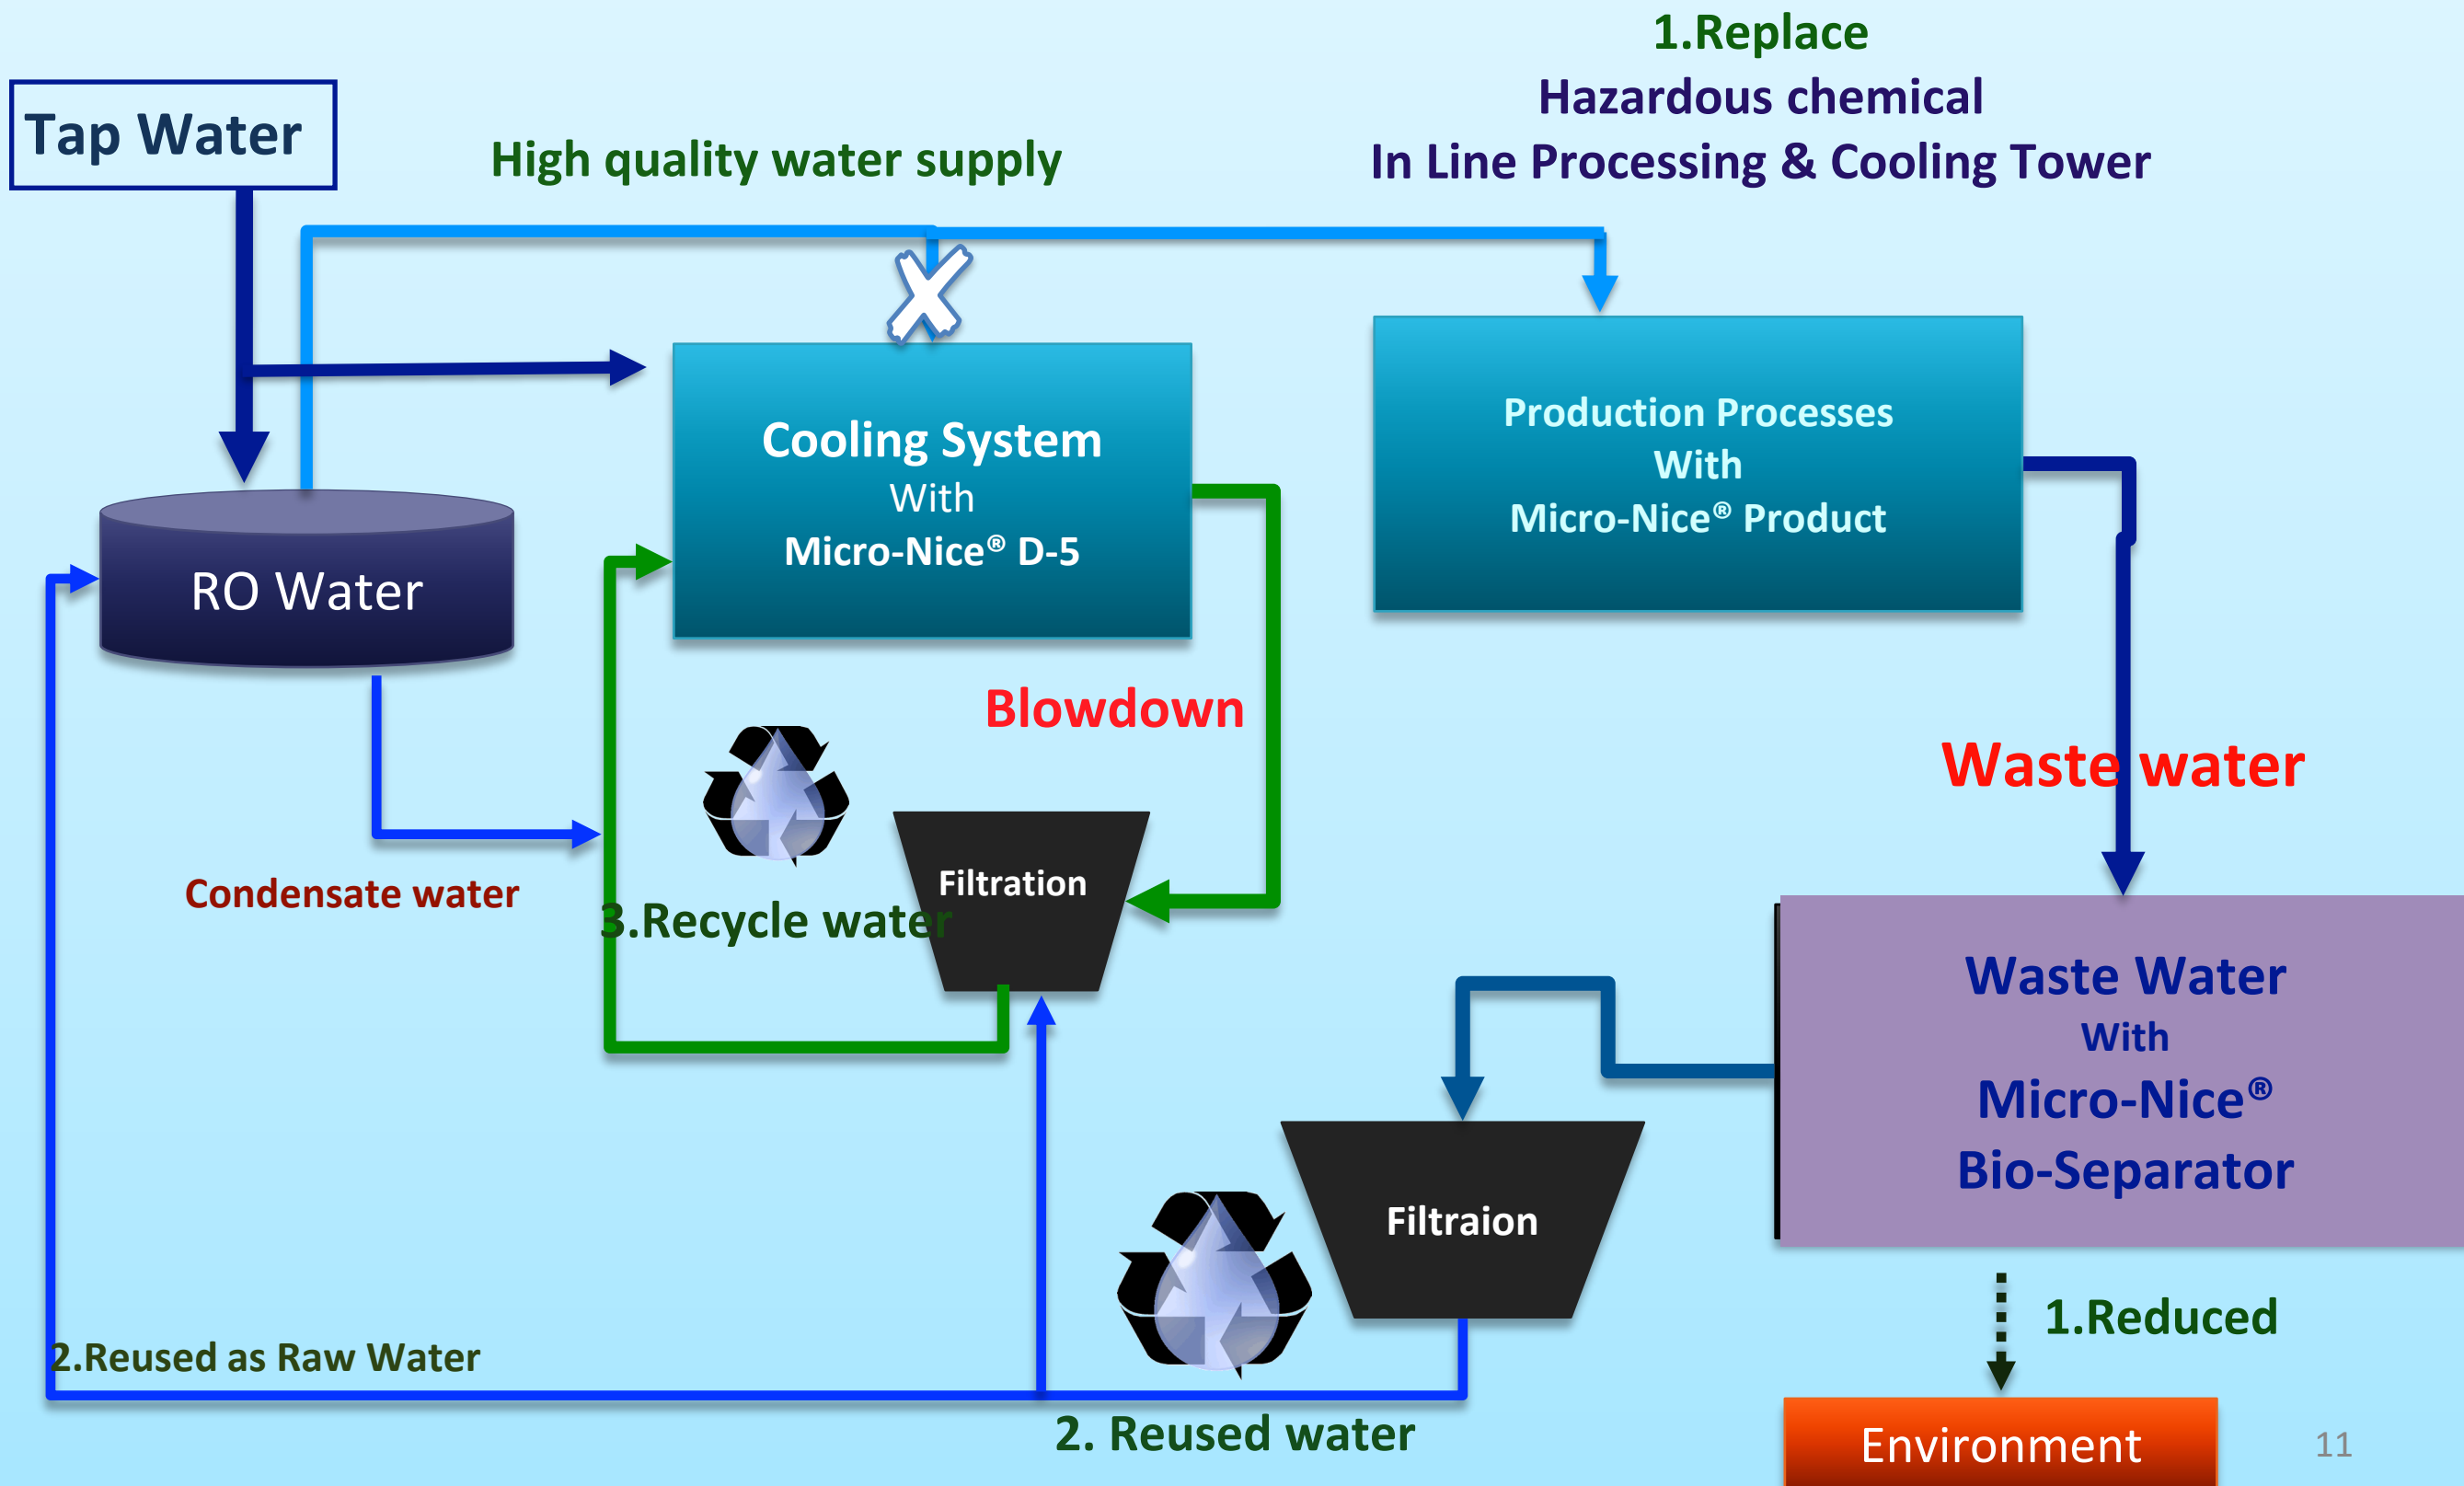 1.Replace
Hazardous chemical
In Line Processing & Cooling Tower
Tap Water
High quality water supply
Cooling System
With
Micro-Nice® D-5
Production Processes
With
Micro-Nice® Product
RO Water
Blowdown
Waste water
Condensate water
Filtration
3.Recycle water
Waste Water
With
Micro-Nice®
Bio-Separator
Filtraion
1.Reduced
2.Reused as Raw Water
2. Reused water
Environment
11